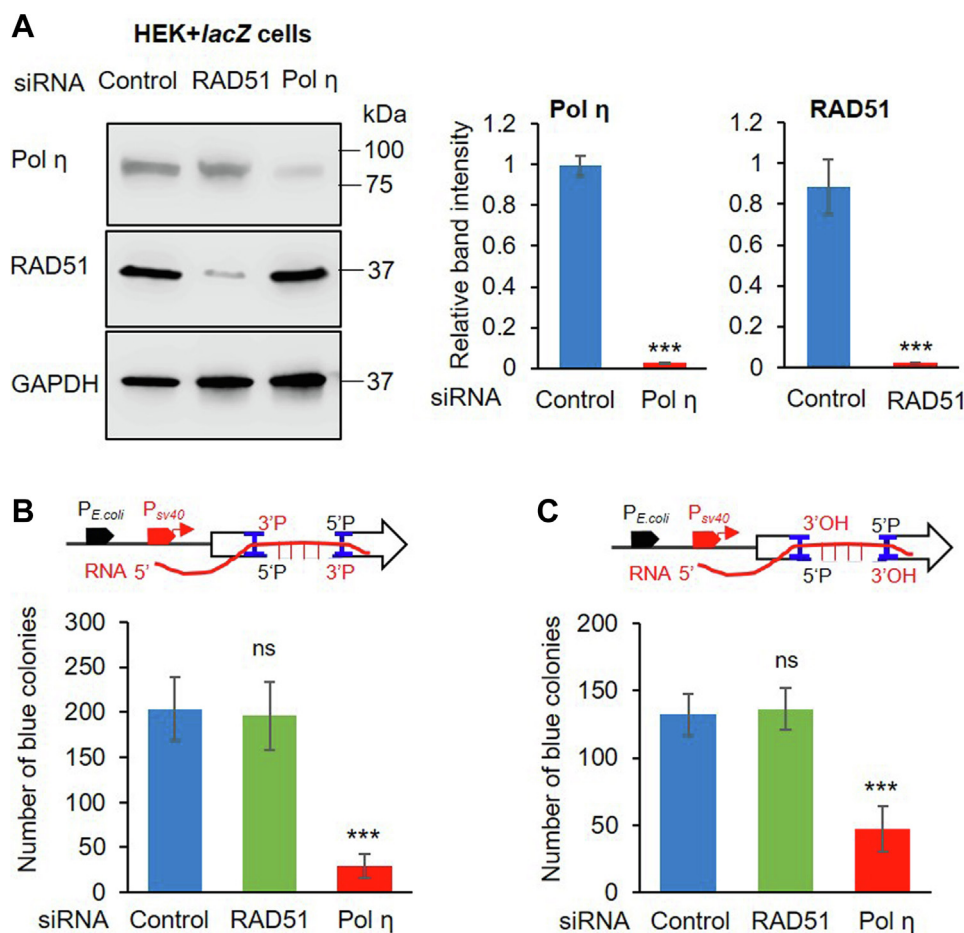 A
HEK+lacZ cells
siRNA Control RAD51 Pol η
kDa
Pol η
100
75
RAD51
37
GAPDH
37
Pol η
Relative band intensity
1.2
1
0.8
0.6
0.4
0.2
0
***
siRNA Control Pol η
RAD51
1.2
1
0.8
0.6
0.4
0.2
0
***
Control RAD51
B
PE.coli Psv40 3'P 5'P
RNA 5' 5'P 3'P
Number of blue colonies
300
250
200
150
100
50
0
ns
***
siRNA Control RAD51 Pol η
C
PE.coli Psv40 3'OH 5'P
RNA 5' 5'P 3'OH
Number of blue colonies
200
150
100
50
0
ns
***
siRNA Control RAD51 Pol η